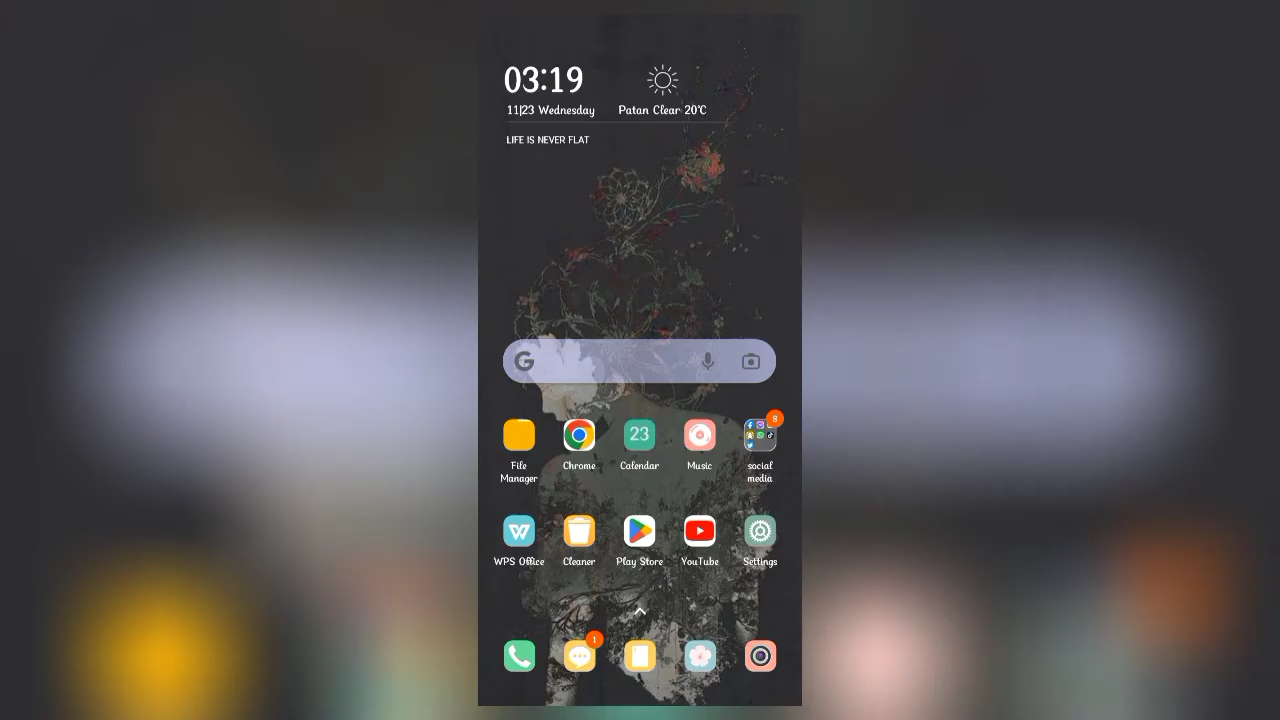 03:19
11|23 Wednesday
Patan Clear 20°C
LIFE IS NEVER FLAT
8
23
File Manager
Chrome
Calendar
Music
social media
WPS Office
Cleaner
Play Store
YouTube
Settings
1